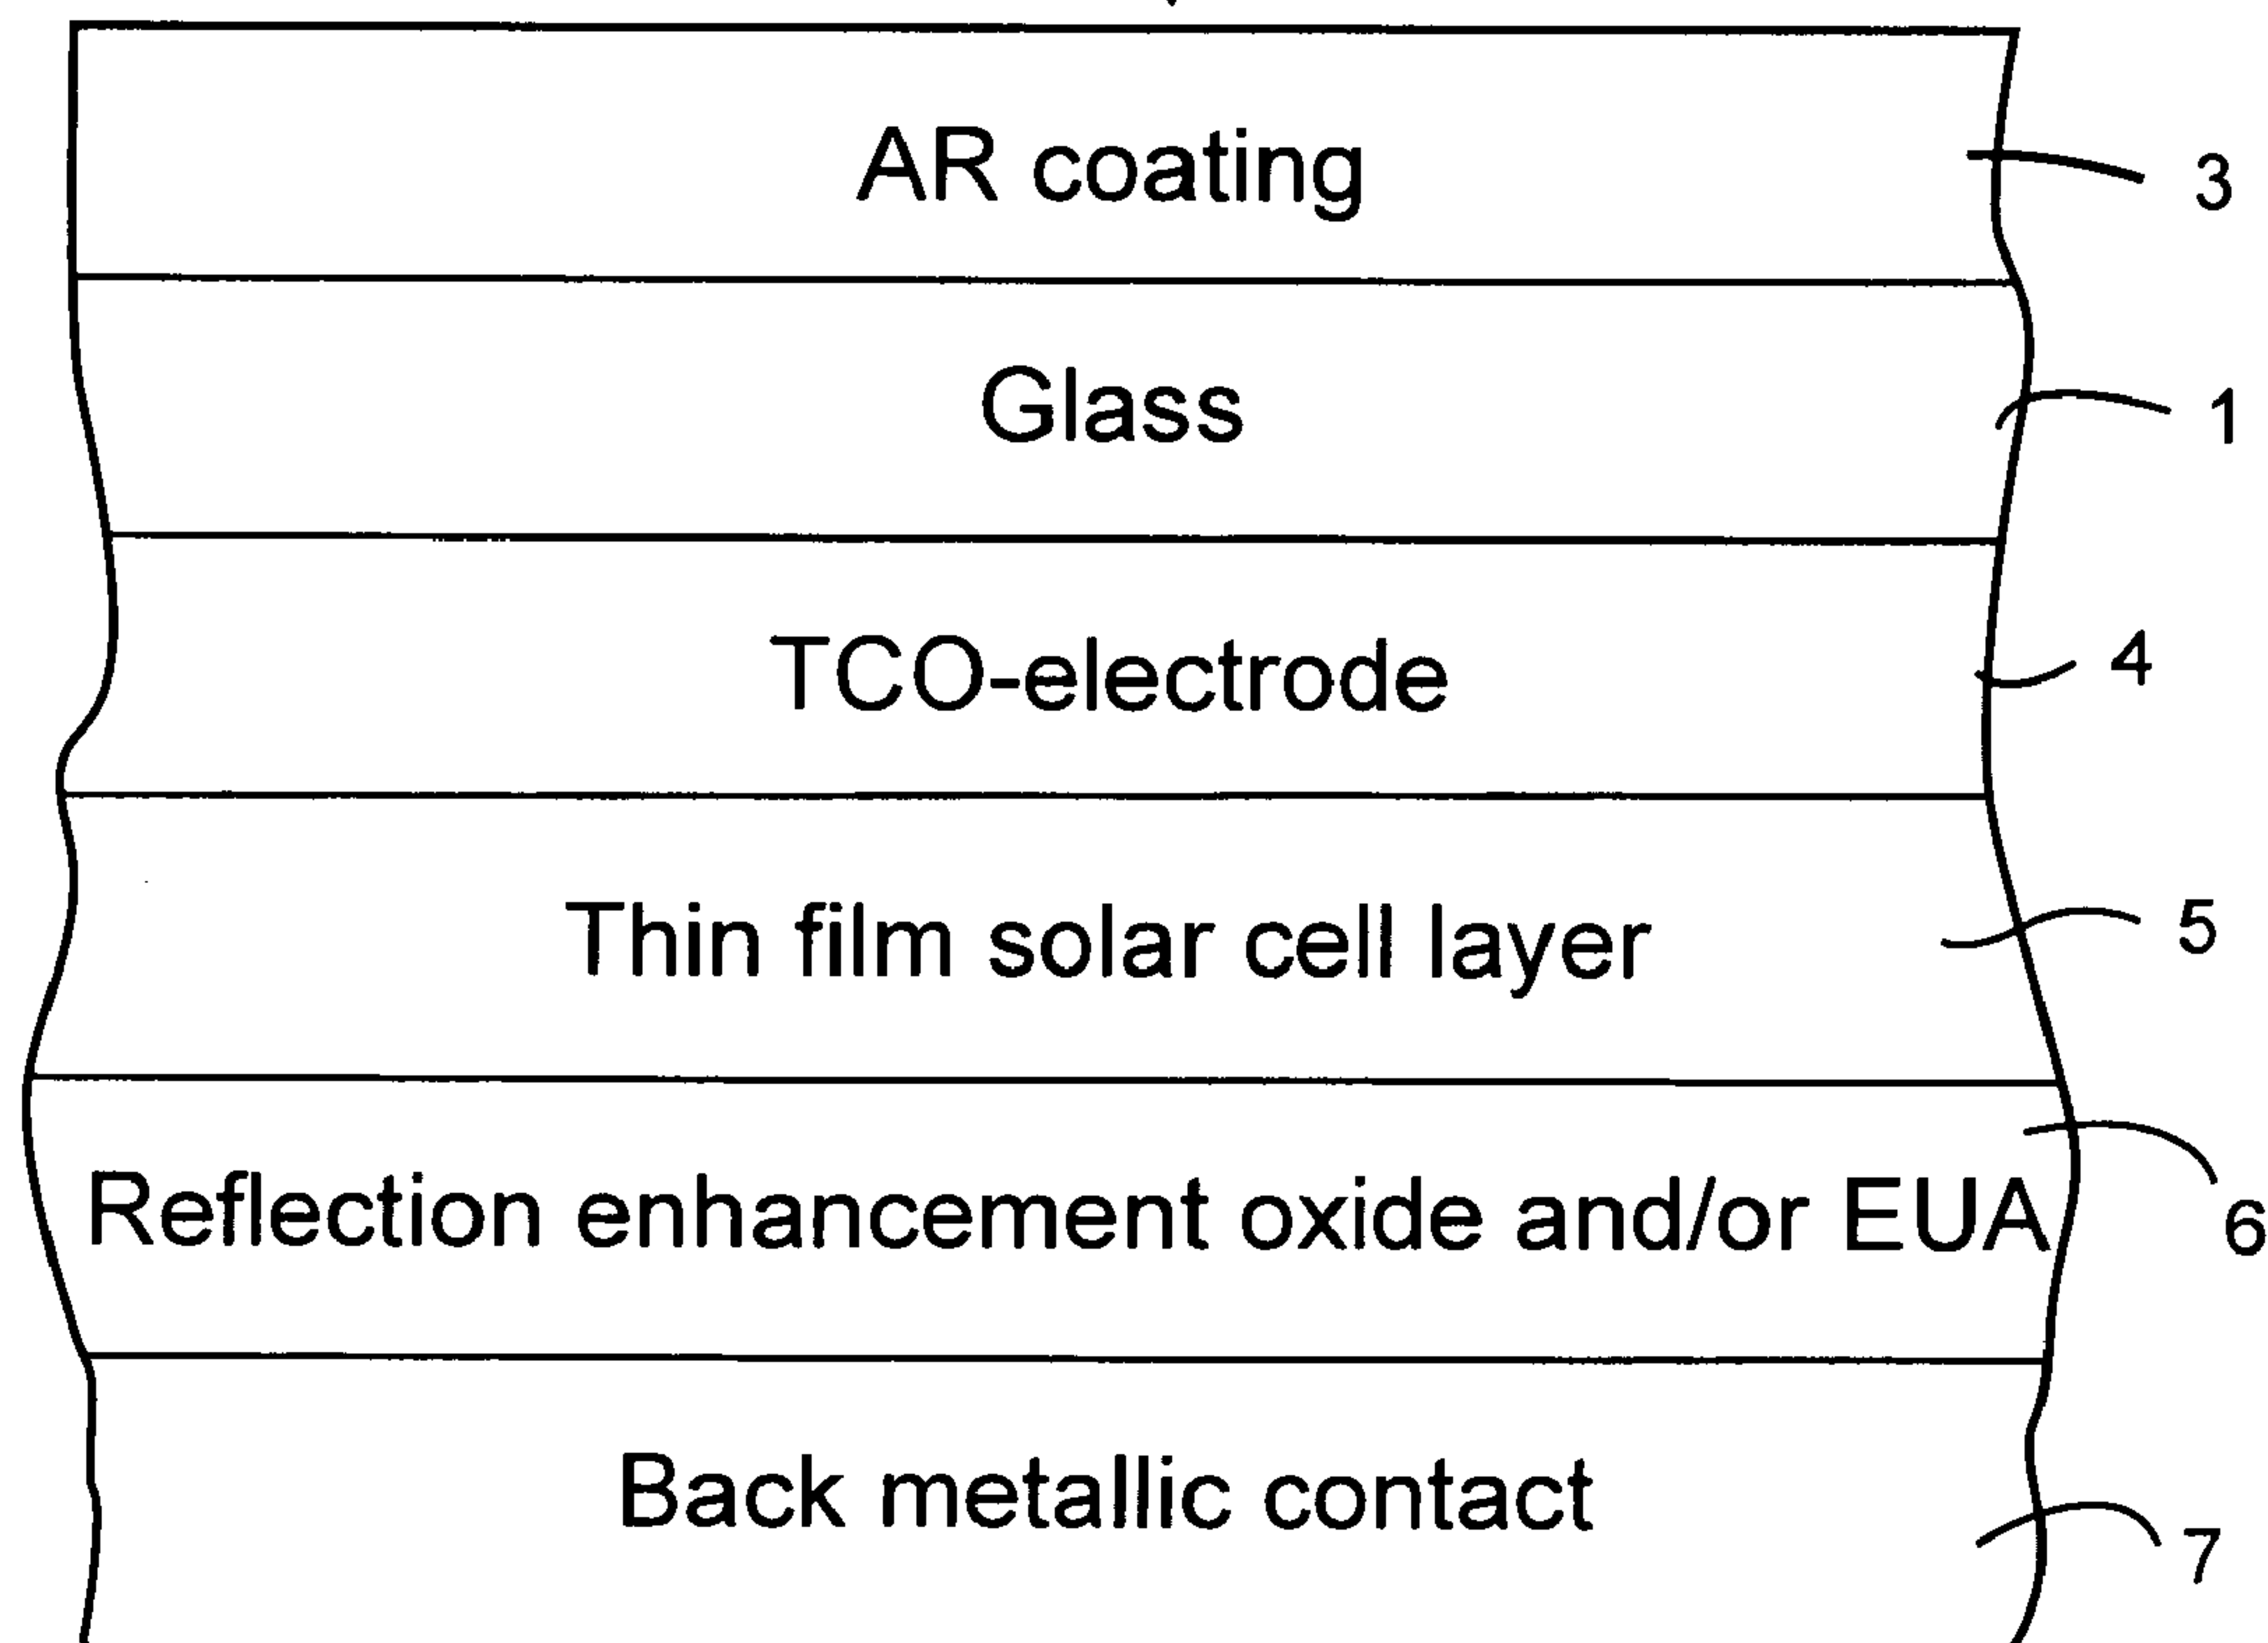 AR coating
3
Glass
1
TCO-electrode
4
Thin film solar cell layer
5
Reflection enhancement oxide and/or EUA
6
Back metallic contact
7